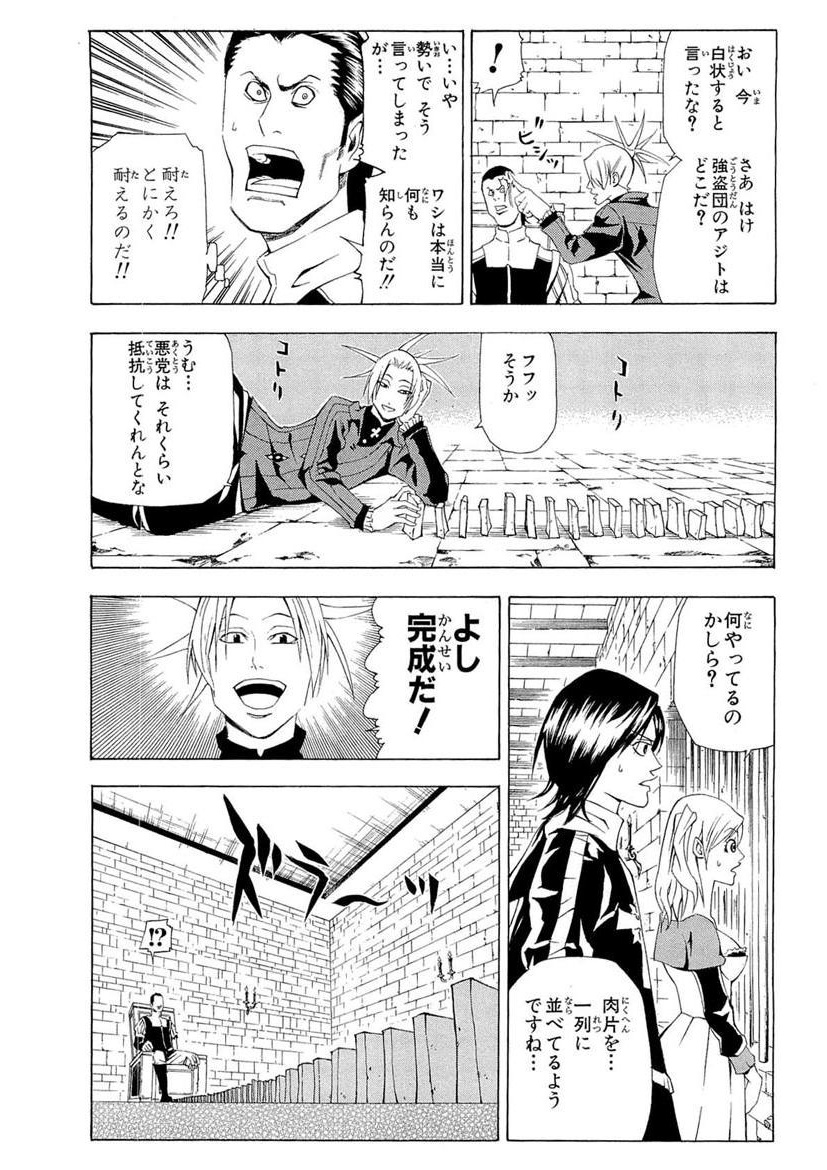 おい 今
白状すると
言ったな?
さあ はけ
強盗団のアジトは
どこだ?
!
ビシッ
い…いや
勢いで そう
言ってしまった
が…
ワシは本当に
何も
知らんのだ!!
耐えろ!!
とにかく
耐えるのだ!!
フフッ
そうか
コトリ
コトリ
うむ…
悪党は それくらい
抵抗してくれんとな
何やってるの
かしら?
肉片を…
一列に
並べてるよう
ですね…
よし
完成だ!
ズラ〜ッ
!?